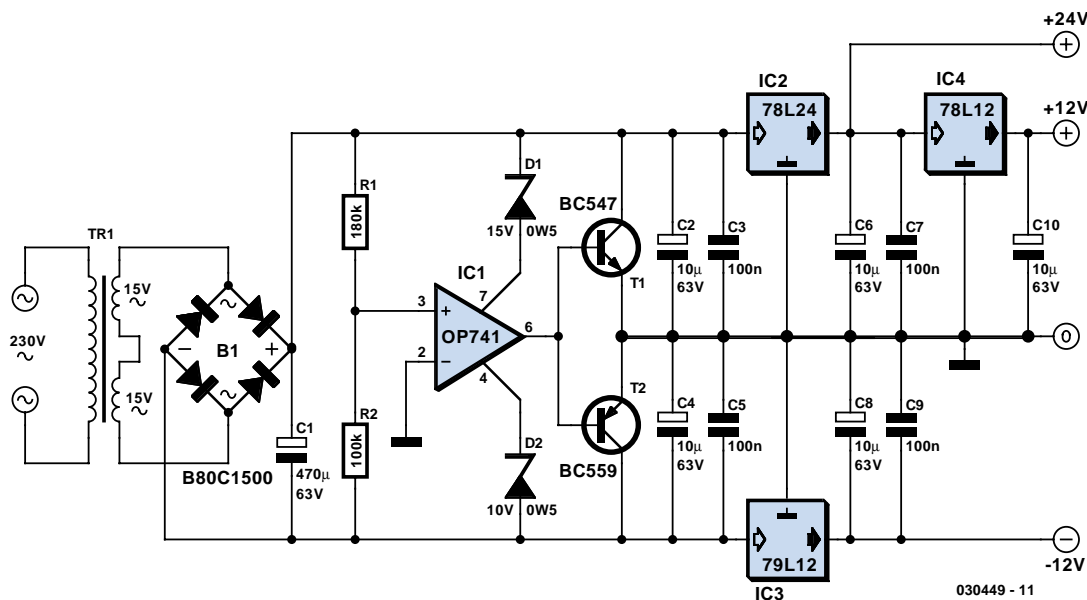 +24V
+
IC2
78L24
IC4
78L12
+12V
+
D1
15V 0W5
R1
180k
BC547
T1
C2
10μ
63V
C3
100n
C6
10μ
63V
C7
100n
C10
10μ
63V
TR1
15V
~
230V
~
B1
~
- +
~
15V
~
B80C1500
C1
470μ
63V
IC1
7
3 +
OP741
6
2 -
4
0
R2
100k
T2
BC559
C4
10μ
63V
C5
100n
C8
10μ
63V
C9
100n
D2
10V 0W5
79L12
IC3
-
-12V
030449 - 11